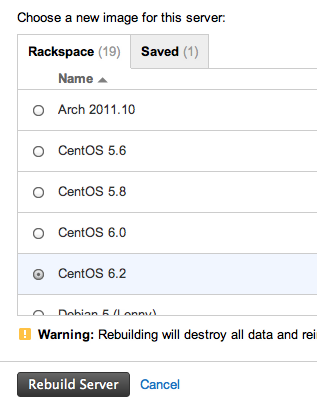 Choose a new image for this server:
Rackspace (19) Saved (1)
Name
Arch 2011.10
CentOS 5.6
CentOS 5.8
CentOS 6.0
CentOS 6.2
Debian 5 (Lenny)
Warning: Rebuilding will destroy all data and rei
Rebuild Server Cancel